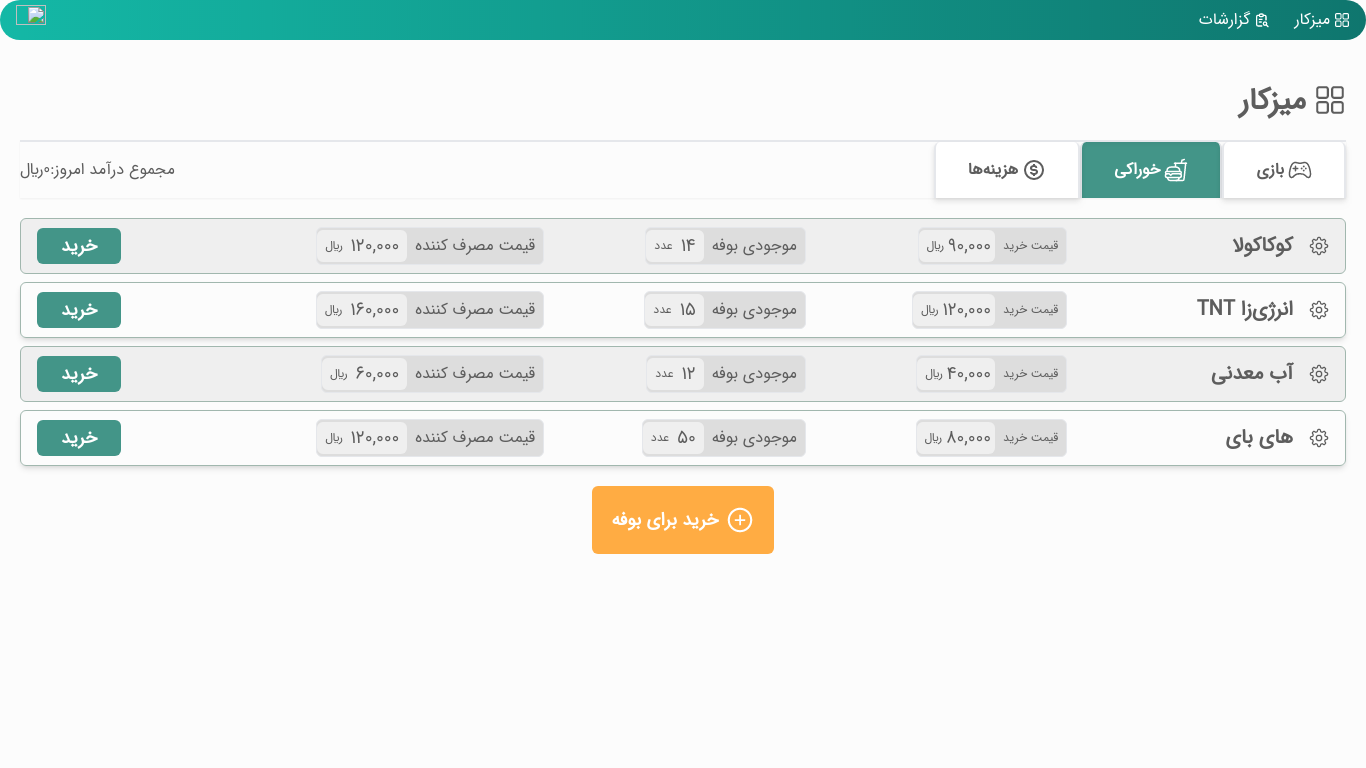 میزکار گزارشات
میزکار
بازی خوراکی هزینه‌ها مجموع درآمد امروز:۰ریال
کوکاکولا قیمت خرید ۹۰,۰۰۰ ریال موجودی بوفه ۱۴ عدد قیمت مصرف کننده ۱۲۰,۰۰۰ ریال خرید
انرژی‌زا TNT قیمت خرید ۱۲۰,۰۰۰ ریال موجودی بوفه ۱۵ عدد قیمت مصرف کننده ۱۶۰,۰۰۰ ریال خرید
آب معدنی قیمت خرید ۴۰,۰۰۰ ریال موجودی بوفه ۱۲ عدد قیمت مصرف کننده ۶۰,۰۰۰ ریال خرید
های بای قیمت خرید ۸۰,۰۰۰ ریال موجودی بوفه ۵۰ عدد قیمت مصرف کننده ۱۲۰,۰۰۰ ریال خرید
خرید برای بوفه